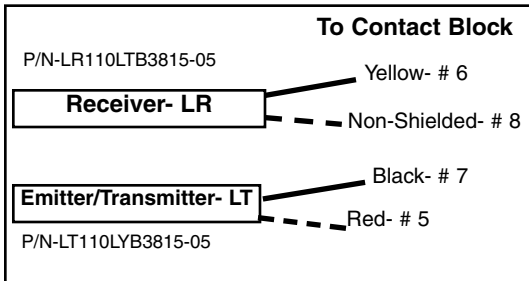 To Contact Block
P/N-LR110LTB3815-05
Yellow- # 6
Receiver- LR
Non-Shielded- # 8
Black- # 7
Emitter/Transmitter- LT
Red- # 5
P/N-LT110LYB3815-05